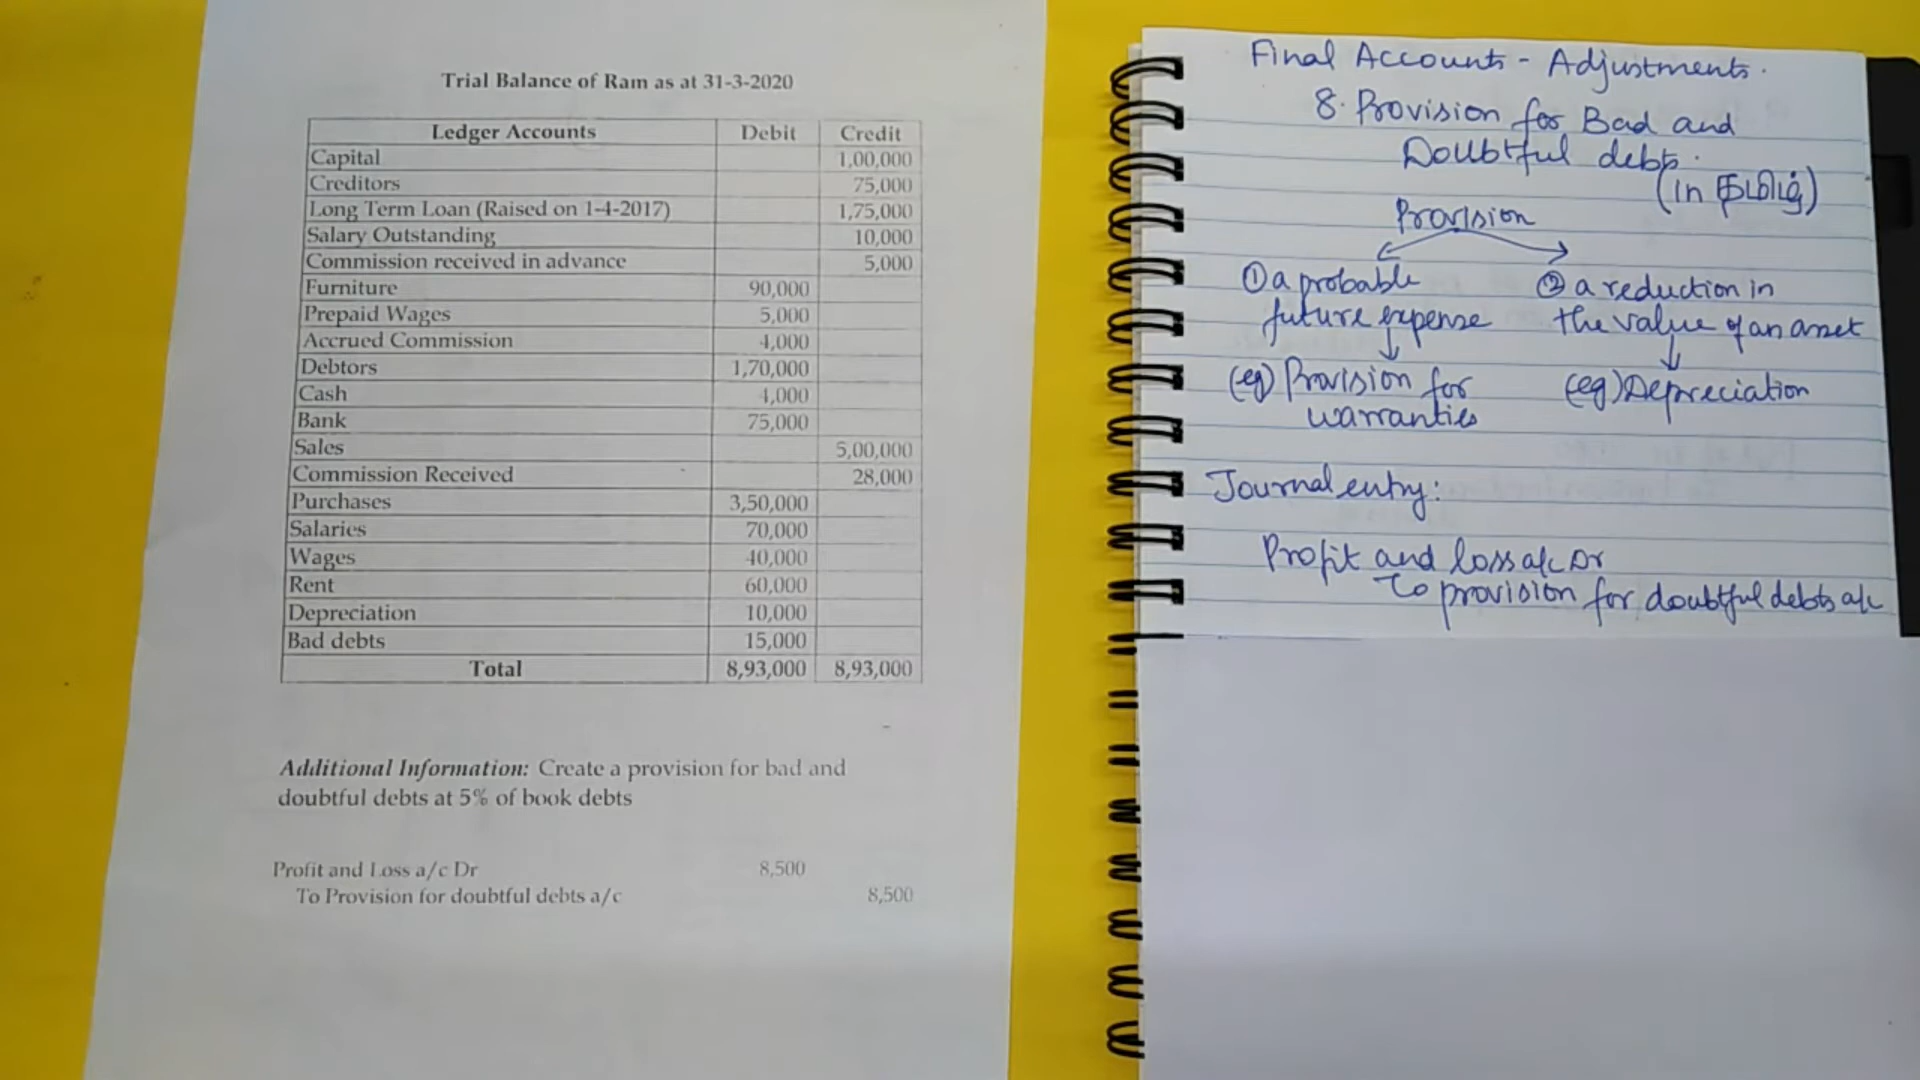 Trial Balance of Ram as at 31-3-2020
Ledger Accounts Debit Credit
Capital 1,00,000
Creditors 75,000
Long Term Loan (Raised on 1-4-2017) 1,75,000
Salary Outstanding 10,000
Commission received in advance 5,000
Furniture 90,000
Prepaid Wages 5,000
Accrued Commission 4,000
Debtors 1,70,000
Cash 4,000
Bank 75,000
Sales 5,00,000
Commission Received 28,000
Purchases 3,50,000
Salaries 70,000
Wages 40,000
Rent 60,000
Depreciation 10,000
Bad debts 15,000
Total 8,93,000 8,93,000
Additional Information: Create a provision for bad and
doubtful debts at 5% of book debts
Profit and Loss a/c Dr 8,500
To Provision for doubtful debts a/c 8,500
Final Accounts - Adjustments.
8. Provision for Bad and
Doubtful debts.
(in தமிழ்)
Provision
① a probable ② a reduction in
future expense the value of an asset
(eg) Provision for (eg) Depreciation
warranties
Journal entry:
Profit and loss a/c Dr
To provision for doubtful debts a/c